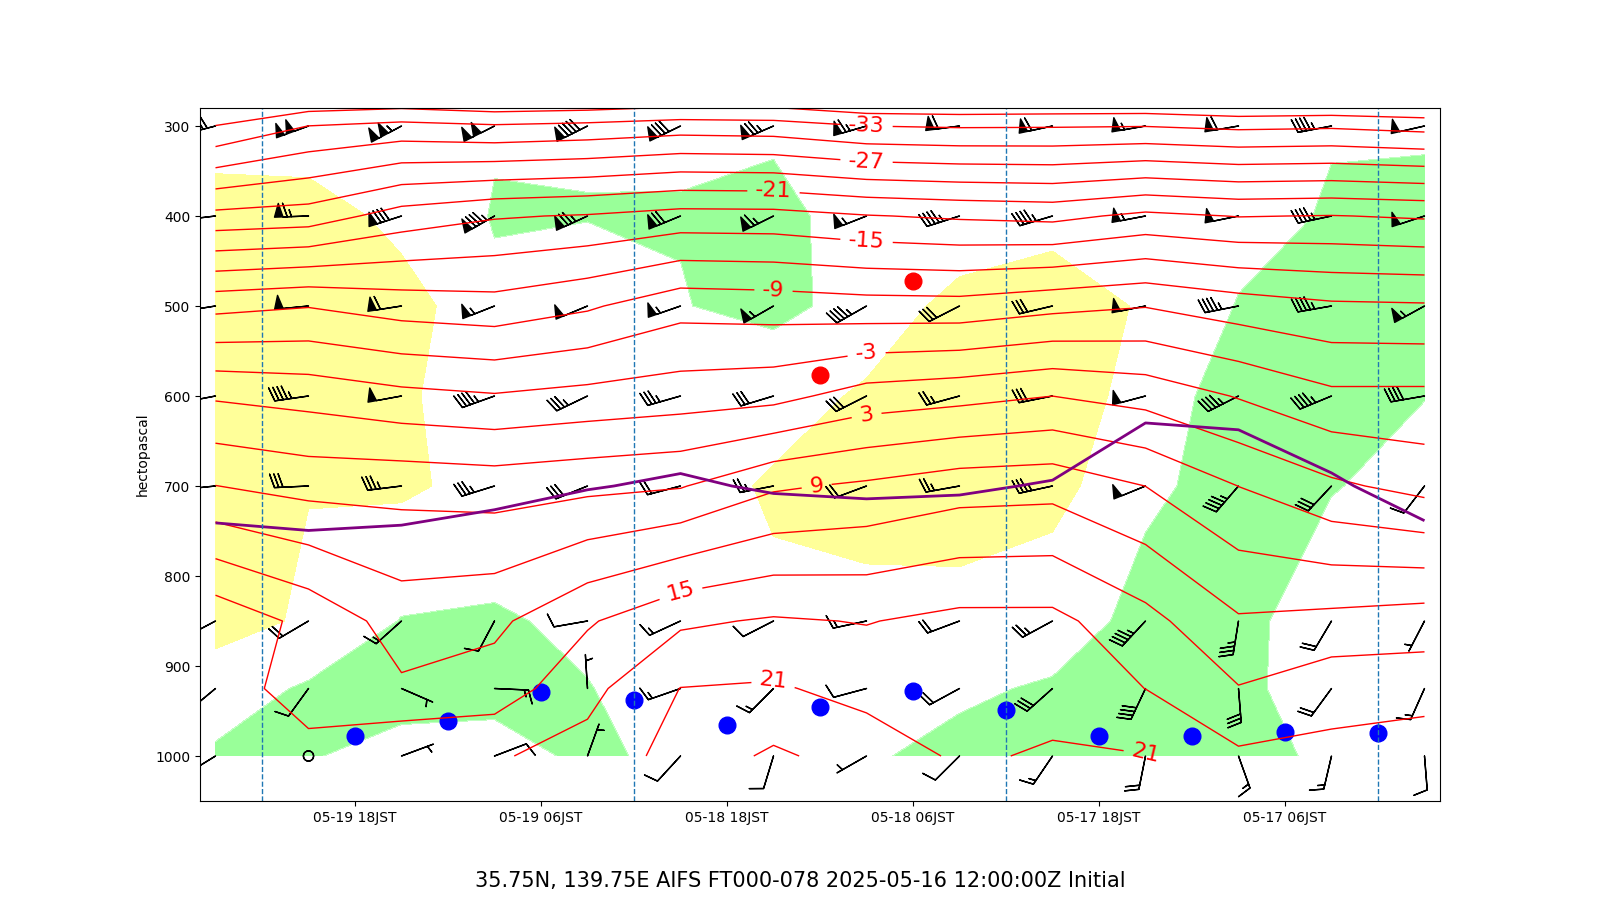 300
400
500
600
700
800
900
1000
hectopascal
-33
-27
-21
-15
-9
-3
3
9
15
21
21
05-19 18JST
05-19 06JST
05-18 18JST
05-18 06JST
05-17 18JST
05-17 06JST
35.75N, 139.75E AIFS FT000-078 2025-05-16 12:00:00Z Initial